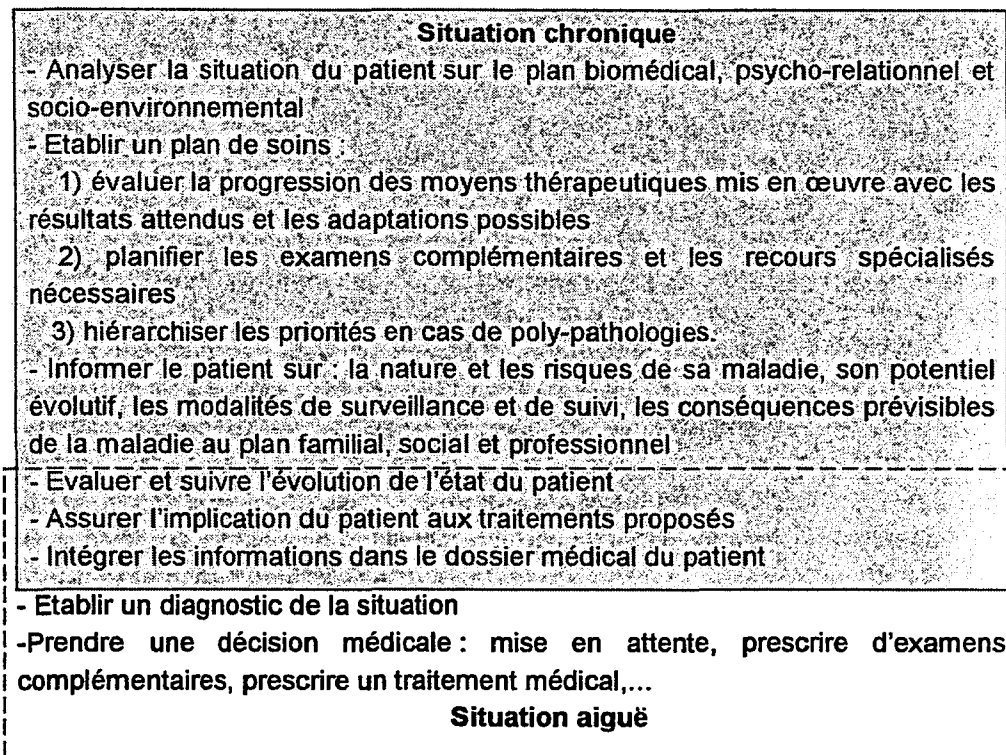 Situation chronique
- Analyser la situation du patient sur le plan biomédical, psycho-relationnel et
socio-environnemental
- Etablir un plan de soins :
1) évaluer la progression des moyens thérapeutiques mis en œuvre avec les
résultats attendus et les adaptations possibles
2) planifier les examens complémentaires et les recours spécialisés
nécessaires
3) hiérarchiser les priorités en cas de poly-pathologies.
- Informer le patient sur : la nature et les risques de sa maladie, son potentiel
évolutif, les modalités de surveillance et de suivi, les conséquences prévisibles
de la maladie au plan familial, social et professionnel
- Evaluer et suivre l'évolution de l'état du patient
- Assurer l'implication du patient aux traitements proposés
- Intégrer les informations dans le dossier médical du patient
- Etablir un diagnostic de la situation
-Prendre une décision médicale : mise en attente, prescrire d'examens
complémentaires, prescrire un traitement médical,...
Situation aiguë